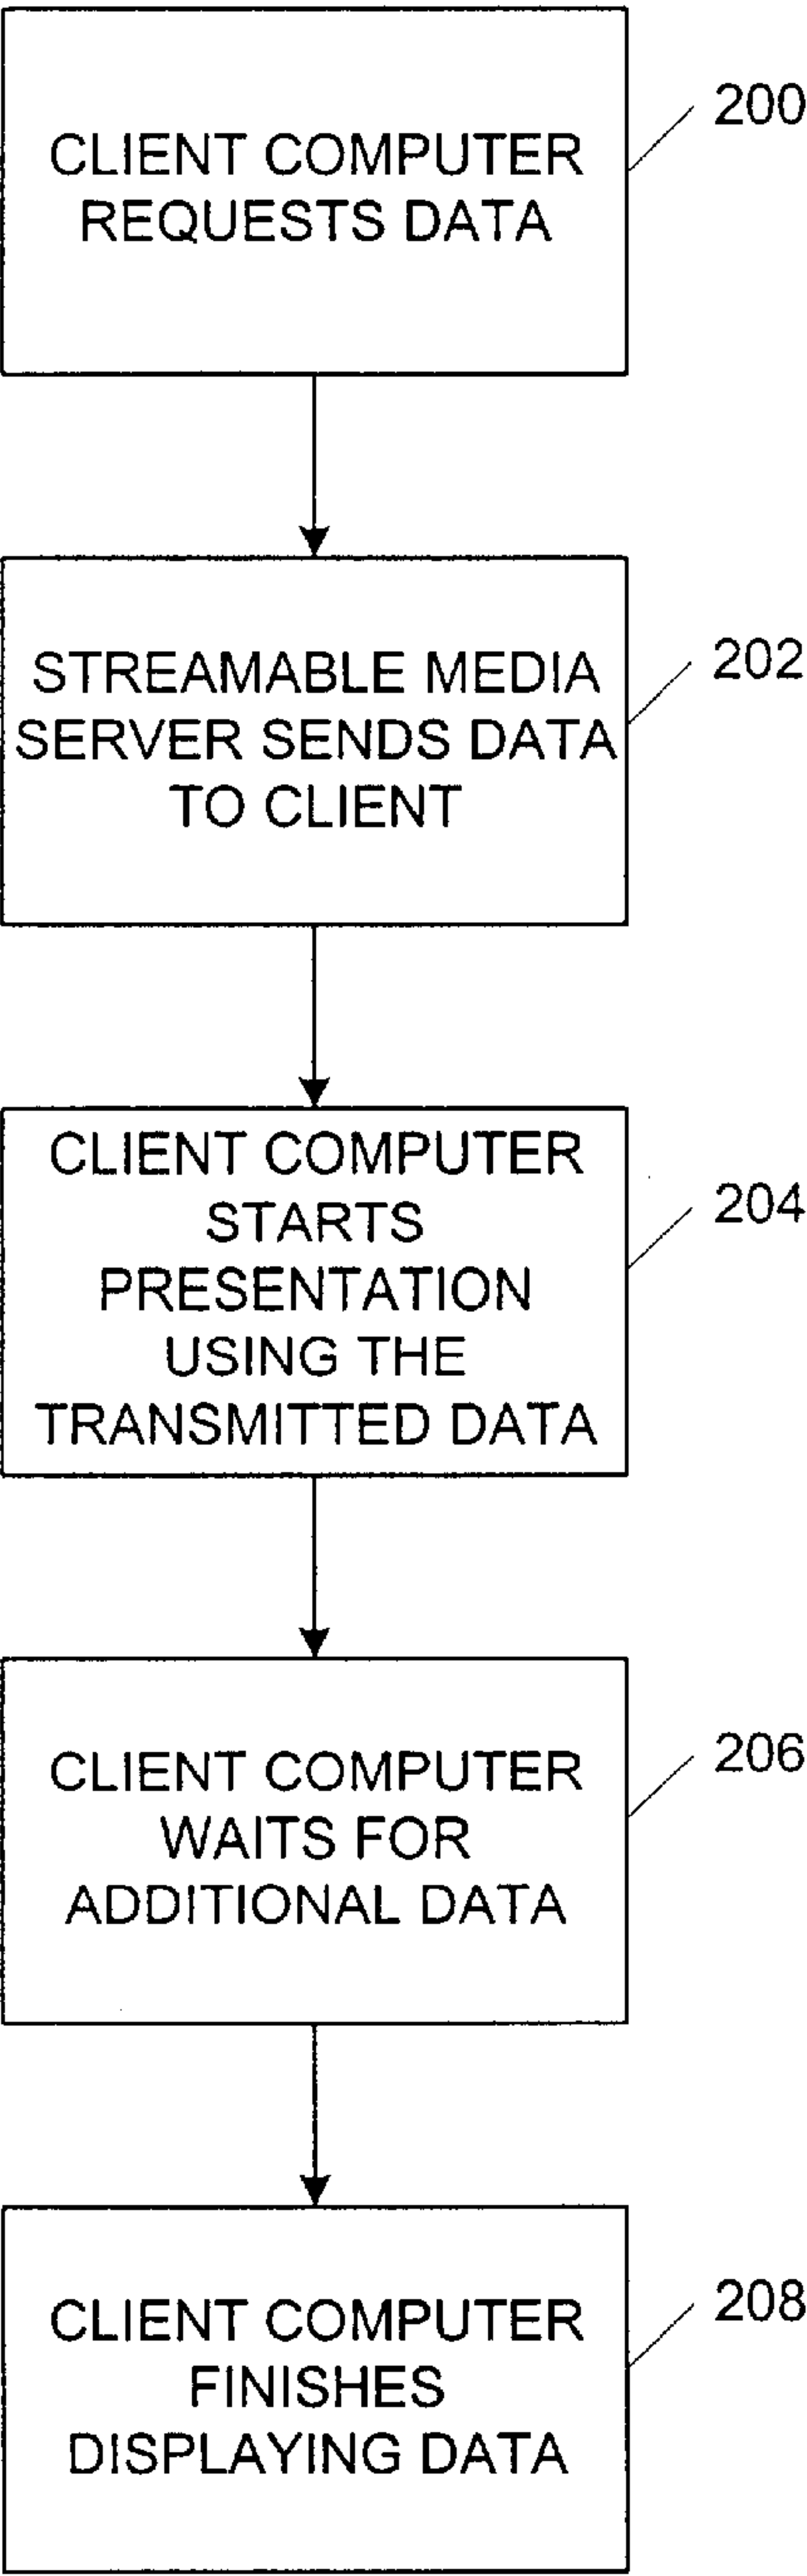 CLIENT COMPUTER
REQUESTS DATA
200
STREAMABLE MEDIA
SERVER SENDS DATA
TO CLIENT
202
CLIENT COMPUTER
STARTS
PRESENTATION
USING THE
TRANSMITTED DATA
204
CLIENT COMPUTER
WAITS FOR
ADDITIONAL DATA
206
CLIENT COMPUTER
FINISHES
DISPLAYING DATA
208